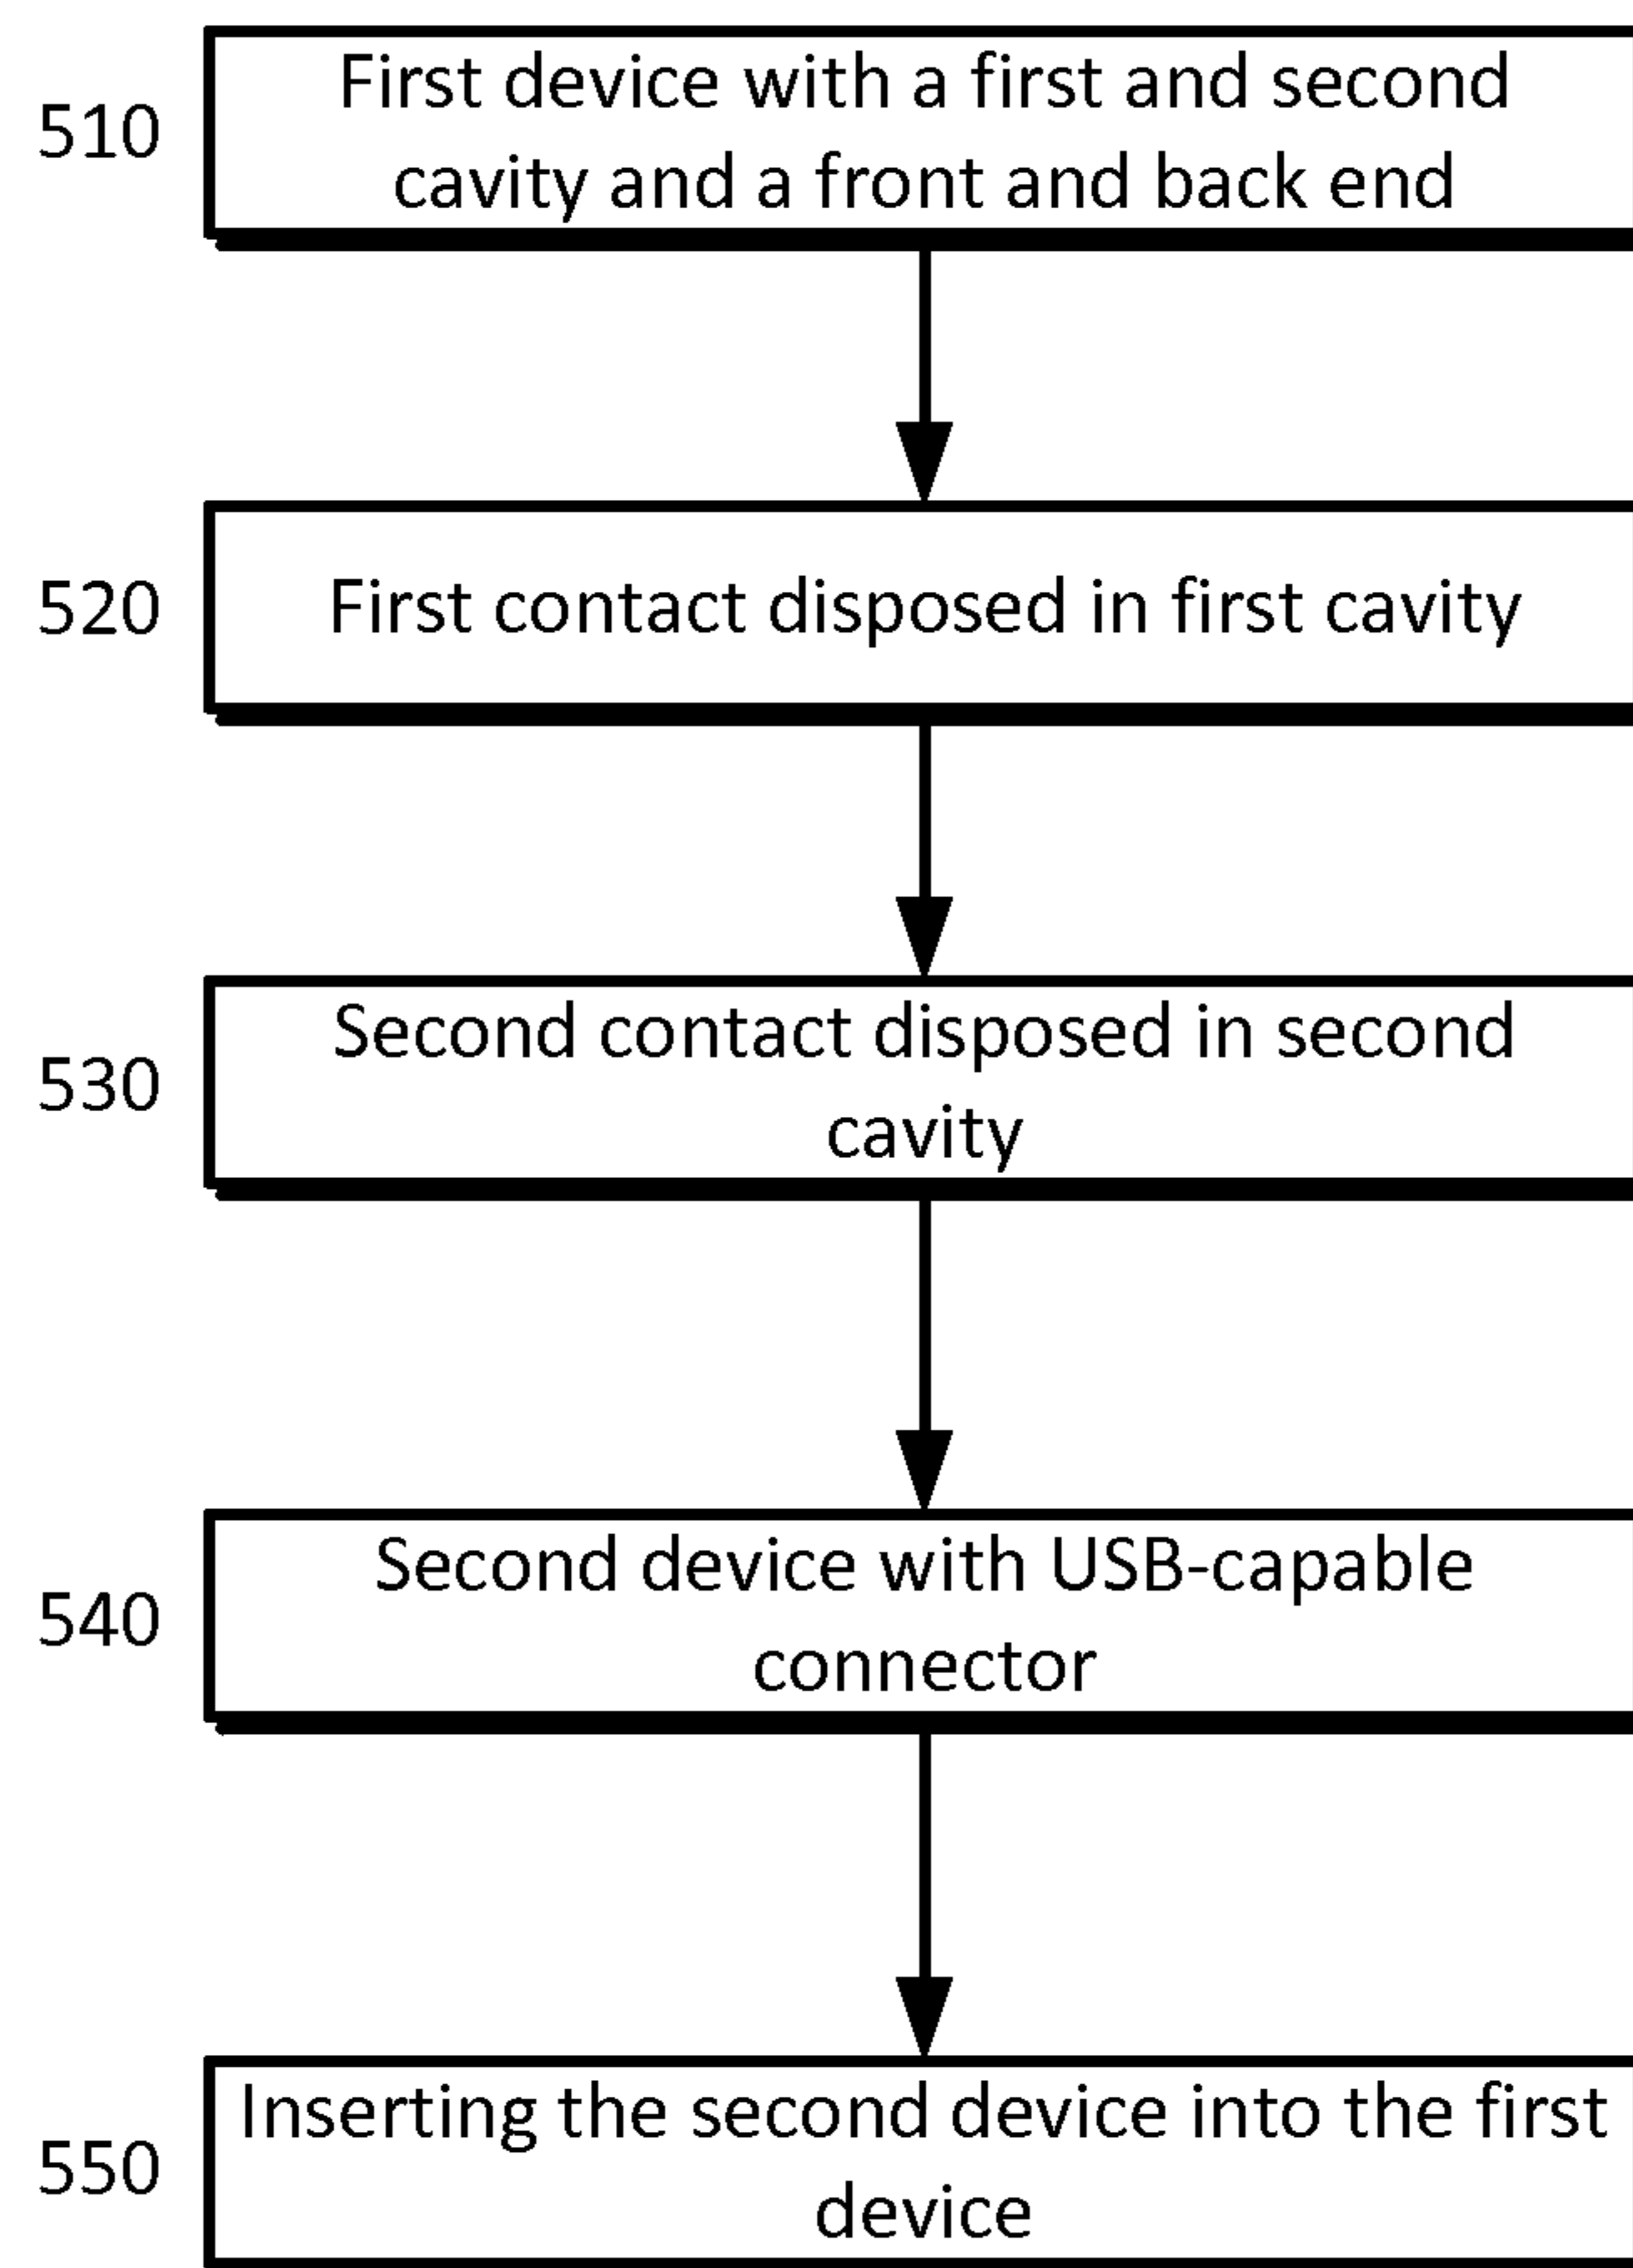 510
First device with a first and second
cavity and a front and back end
520
First contact disposed in first cavity
530
Second contact disposed in second
cavity
540
Second device with USB-capable
connector
550
Inserting the second device into the first
device